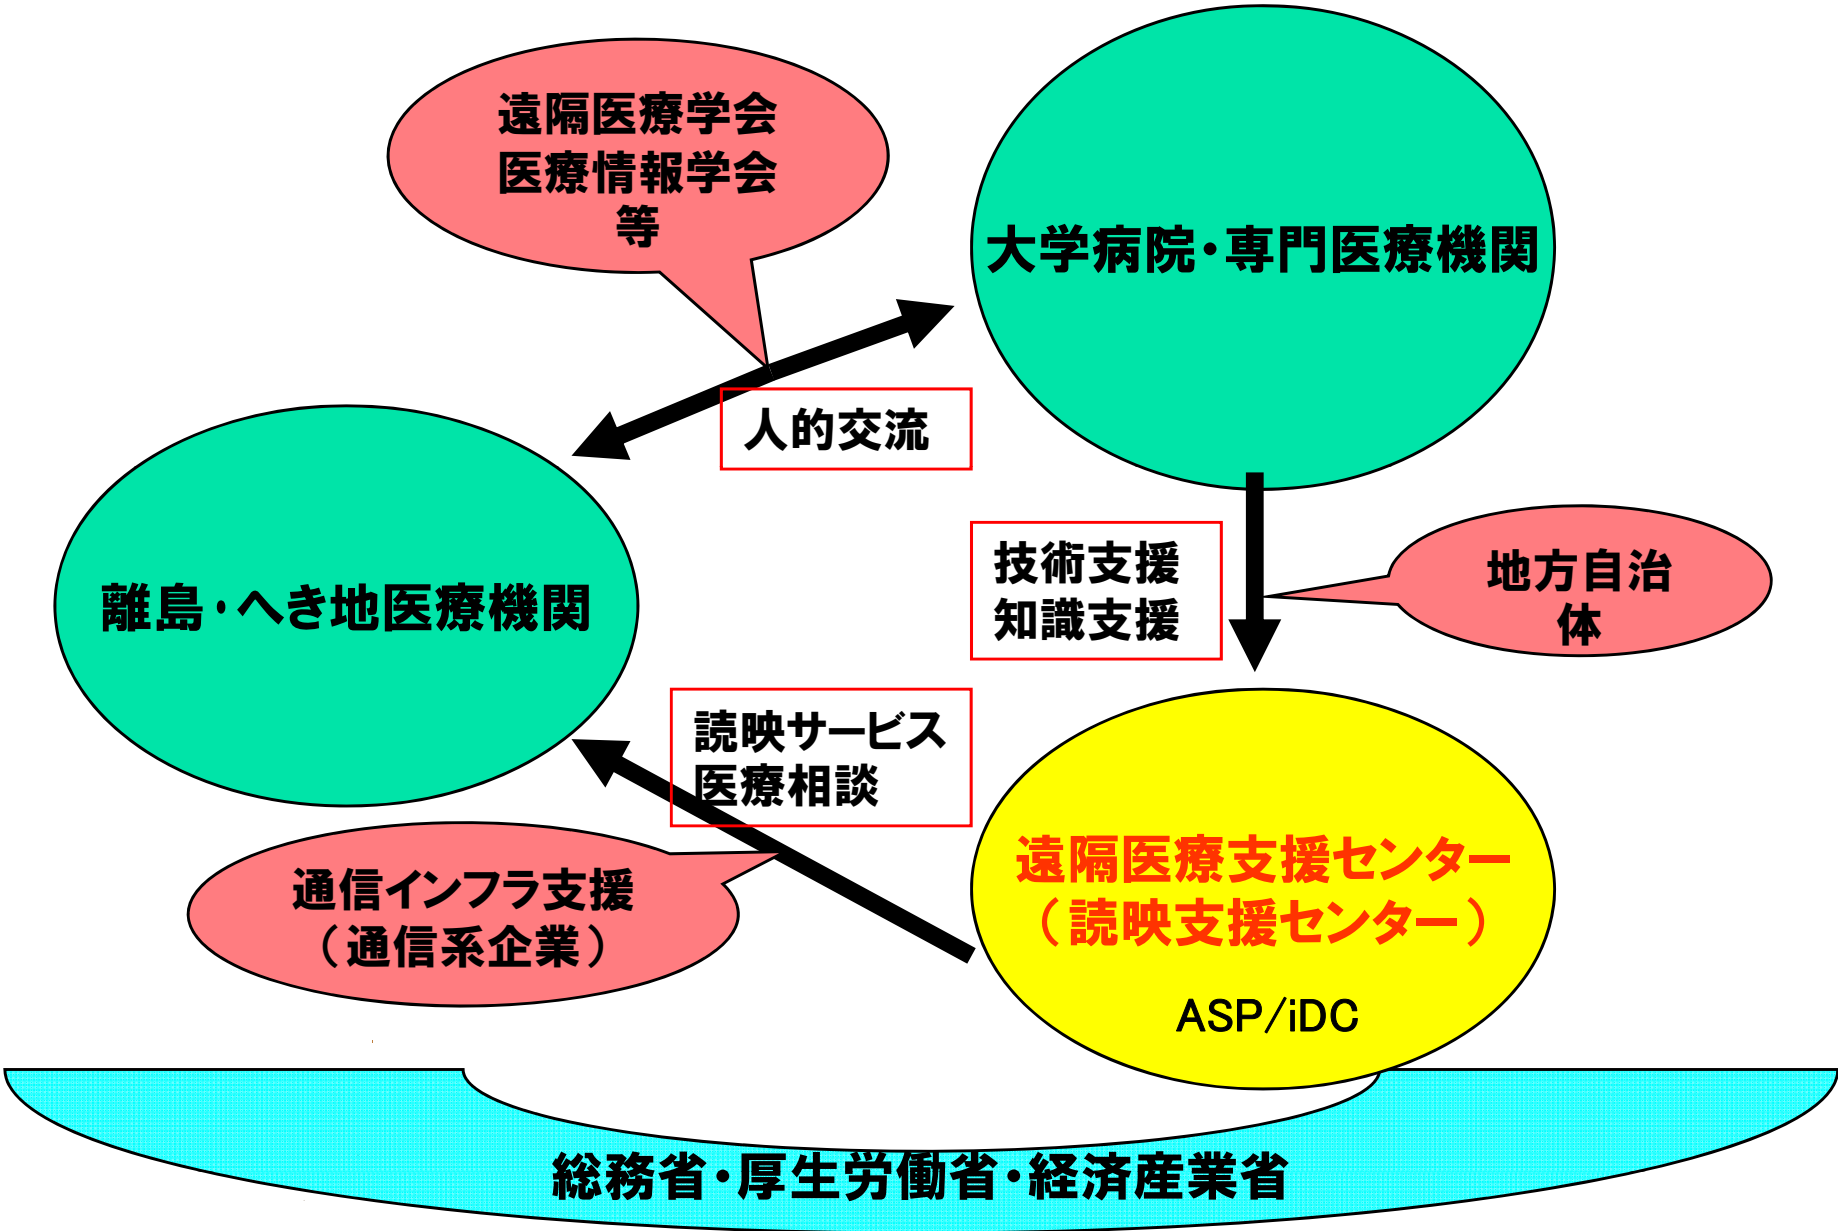 遠隔医療学会
医療情報学会
等
大学病院・専門医療機関
人的交流
離島・へき地医療機関
技術支援
知識支援
地方自治
体
読映サービス
医療相談
遠隔医療支援センター
（読映支援センター）
ASP/iDC
通信インフラ支援
（通信系企業）
総務省・厚生労働省・経済産業省